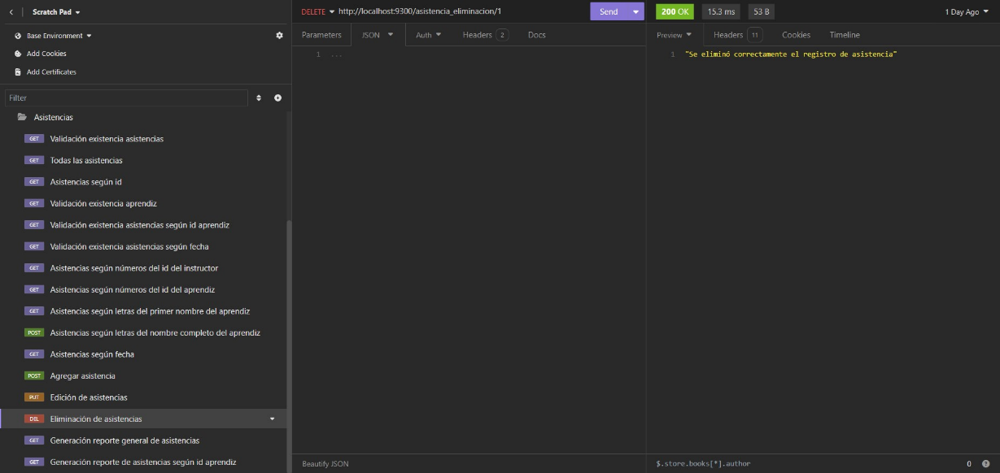 Scratch Pad
Base Environment
Add Cookies
Add Certificates
Filter
Asistencias
GET Validación existencia asistencias
GET Todas las asistencias
GET Asistencias según id
GET Validación existencia aprendiz
GET Validación existencia asistencias según id aprendiz
GET Validación existencia asistencias según fecha
GET Asistencias según números del id del instructor
GET Asistencias según números del id del aprendiz
GET Asistencias según letras del primer nombre del aprendiz
POST Asistencias según letras del nombre completo del aprendiz
GET Asistencias según fecha
POST Agregar asistencia
PUT Edición de asistencias
DEL Eliminación de asistencias
GET Generación reporte general de asistencias
GET Generación reporte de asistencias según id aprendiz
DELETE http://localhost:9300/asistencia_eliminacion/1 Send
Parameters JSON Auth Headers 2 Docs
1 ...
Beautify JSON
200 OK 15.3 ms 53 B 1 Day Ago
Preview Headers 11 Cookies Timeline
1 "Se eliminó correctamente el registro de asistencia"
$.store.books[*].author 0